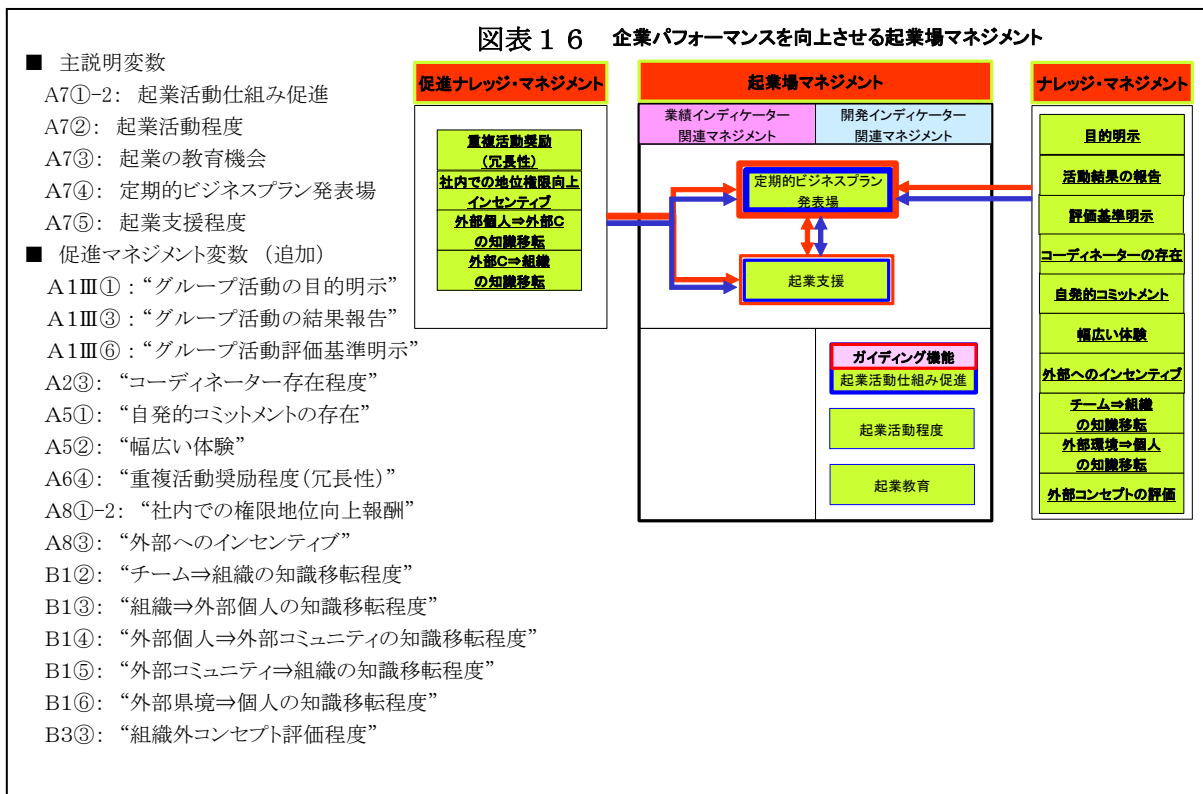 図表１６ 企業パフォーマンスを向上させる起業場マネジメント
■ 主説明変数
A7①-2: 起業活動仕組み促進
A7②: 起業活動程度
A7③: 起業の教育機会
A7④: 定期的ビジネスプラン発表場
A7⑤: 起業支援程度
■ 促進マネジメント変数 （追加）
A1Ⅲ①：“グループ活動の目的明示”
A1Ⅲ③：“グループ活動の結果報告”
A1Ⅲ⑥：“グループ活動評価基準明示”
A2③: “コーディネーター存在程度”
A5①: “自発的コミットメントの存在”
A5②: “幅広い体験”
A6④: “重複活動奨励程度(冗長性)”
A8①-2: “社内での権限地位向上報酬”
A8③: “外部へのインセンティブ”
B1②: “チーム⇒組織の知識移転程度”
B1③: “組織⇒外部個人の知識移転程度”
B1④: “外部個人⇒外部コミュニティの知識移転程度”
B1⑤: “外部コミュニティ⇒組織の知識移転程度”
B1⑥: “外部県境⇒個人の知識移転程度”
B3③: “組織外コンセプト評価程度”
促進ナレッジ・マネジメント
重複活動奨励
(冗長性)
社内での地位権限向上
インセンティブ
外部個人⇒外部C
の知識移転
外部C⇒組織
の知識移転
起業場マネジメント
業績インディケーター
関連マネジメント
開発インディケーター
関連マネジメント
定期的ビジネスプラン
発表場
起業支援
ガイディング機能
起業活動仕組み促進
起業活動程度
起業教育
ナレッジ・マネジメント
目的明示
活動結果の報告
評価基準明示
コーディネーターの存在
自発的コミットメント
幅広い体験
外部へのインセンティブ
チーム⇒組織
の知識移転
外部環境⇒個人
の知識移転
外部コンセプトの評価